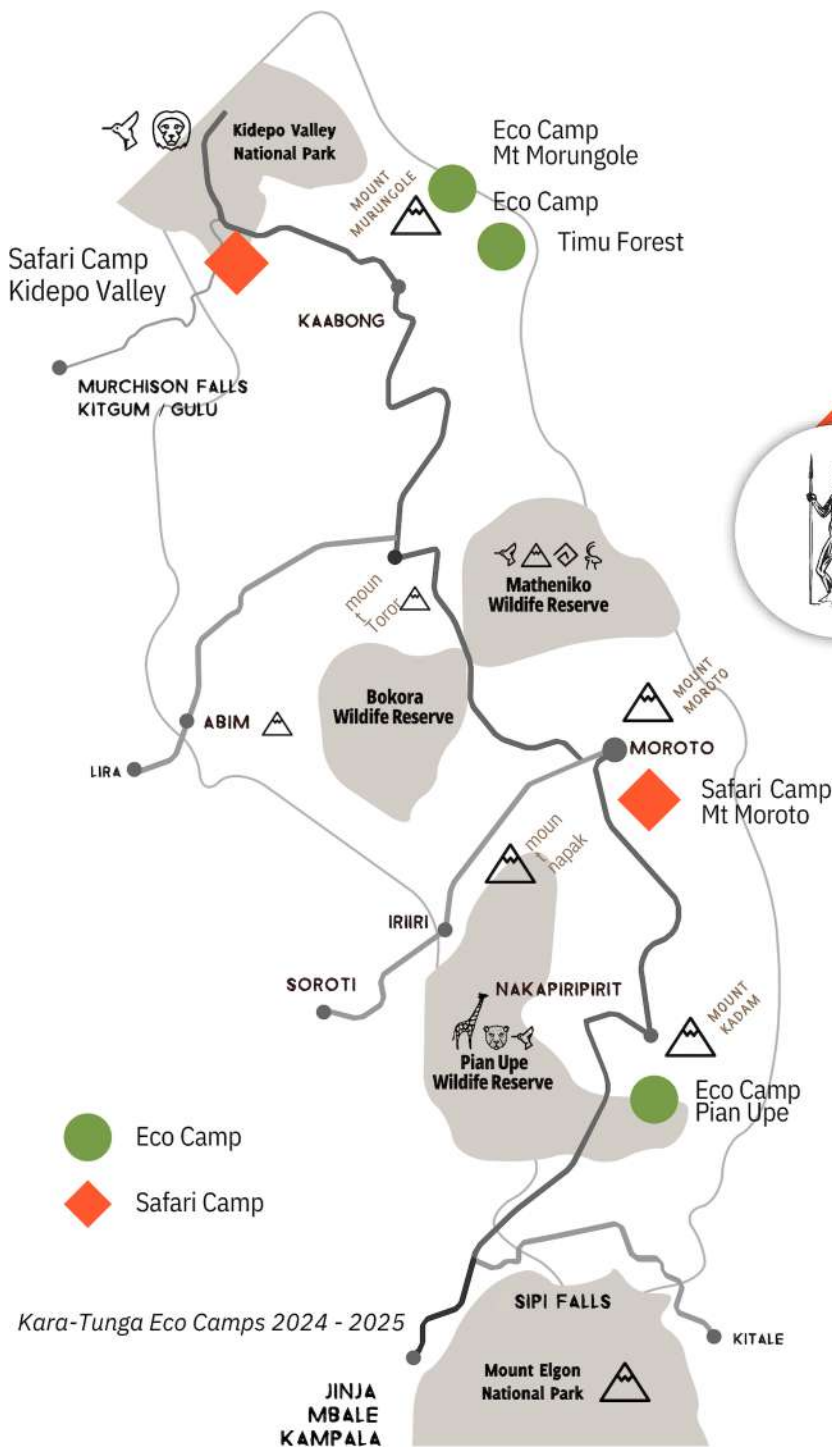 Kidepo Valley
National Park
Eco Camp
Mt Morungole
MOUNT
MURUNGOLE
Eco Camp
Timu Forest
Safari Camp
Kidepo Valley
KAABONG
MURCHISON FALLS
KITGUM / GULU
Matheniko
Wildlife Reserve
moun
t
Toror
Bokora
Wildlife Reserve
MOUNT
MOROTO
ABIM
MOROTO
LIRA
Safari Camp
Mt Moroto
moun
t
napak
IRIIRI
SOROTI
NAKAPIRIPIRIT
MOUNT
KADAM
Pian Upe
Wildlife Reserve
Eco Camp
Pian Upe
Eco Camp
Safari Camp
SIPI FALLS
Kara-Tunga Eco Camps 2024 - 2025
KITALE
Mount Elgon
National Park
JINJA
MBALE
KAMPALA